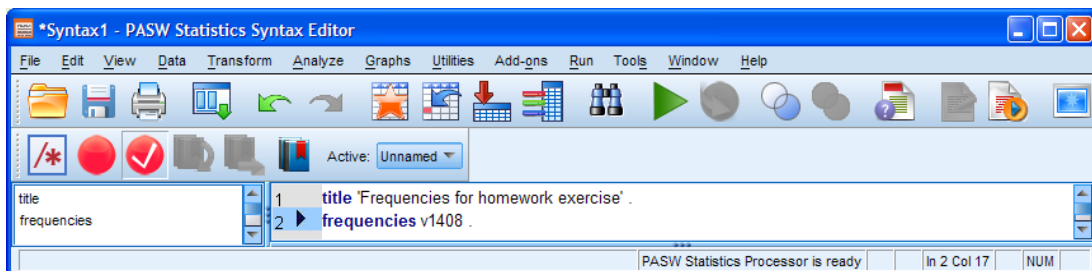 *Syntax1 - PASW Statistics Syntax Editor
File Edit View Data Transform Analyze Graphs Utilities Add-ons Run Tools Window Help
/* Active: Unnamed
title
frequencies
1 title 'Frequencies for homework exercise' .
2 frequencies v1408 .
PASW Statistics Processor is ready In 2 Col 17 NUM